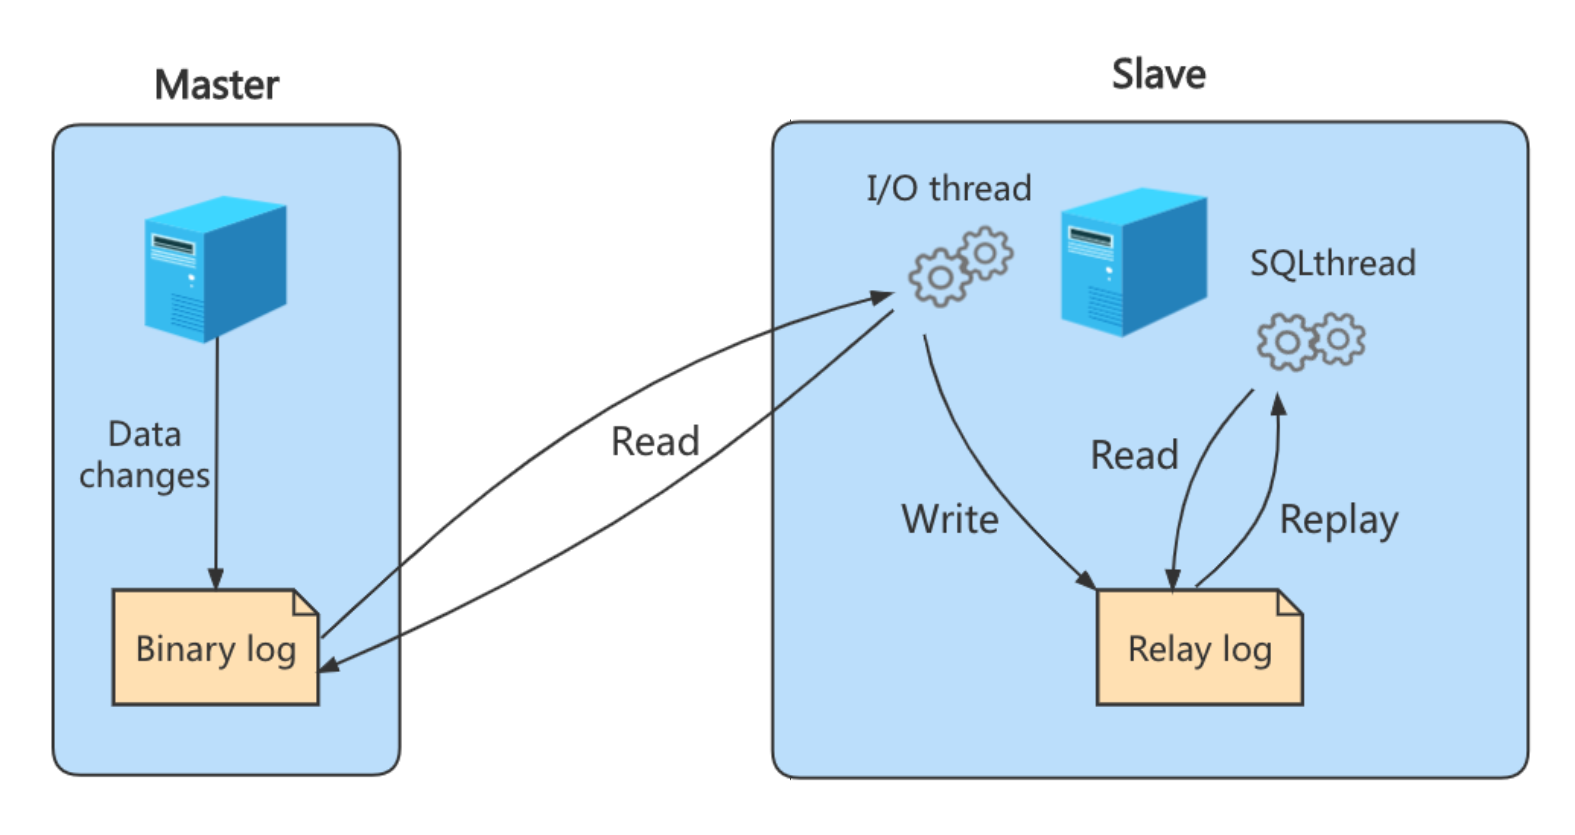 Master
Data
changes
Binary log
Read
Slave
I/O thread
SQLthread
Write
Read
Replay
Relay log